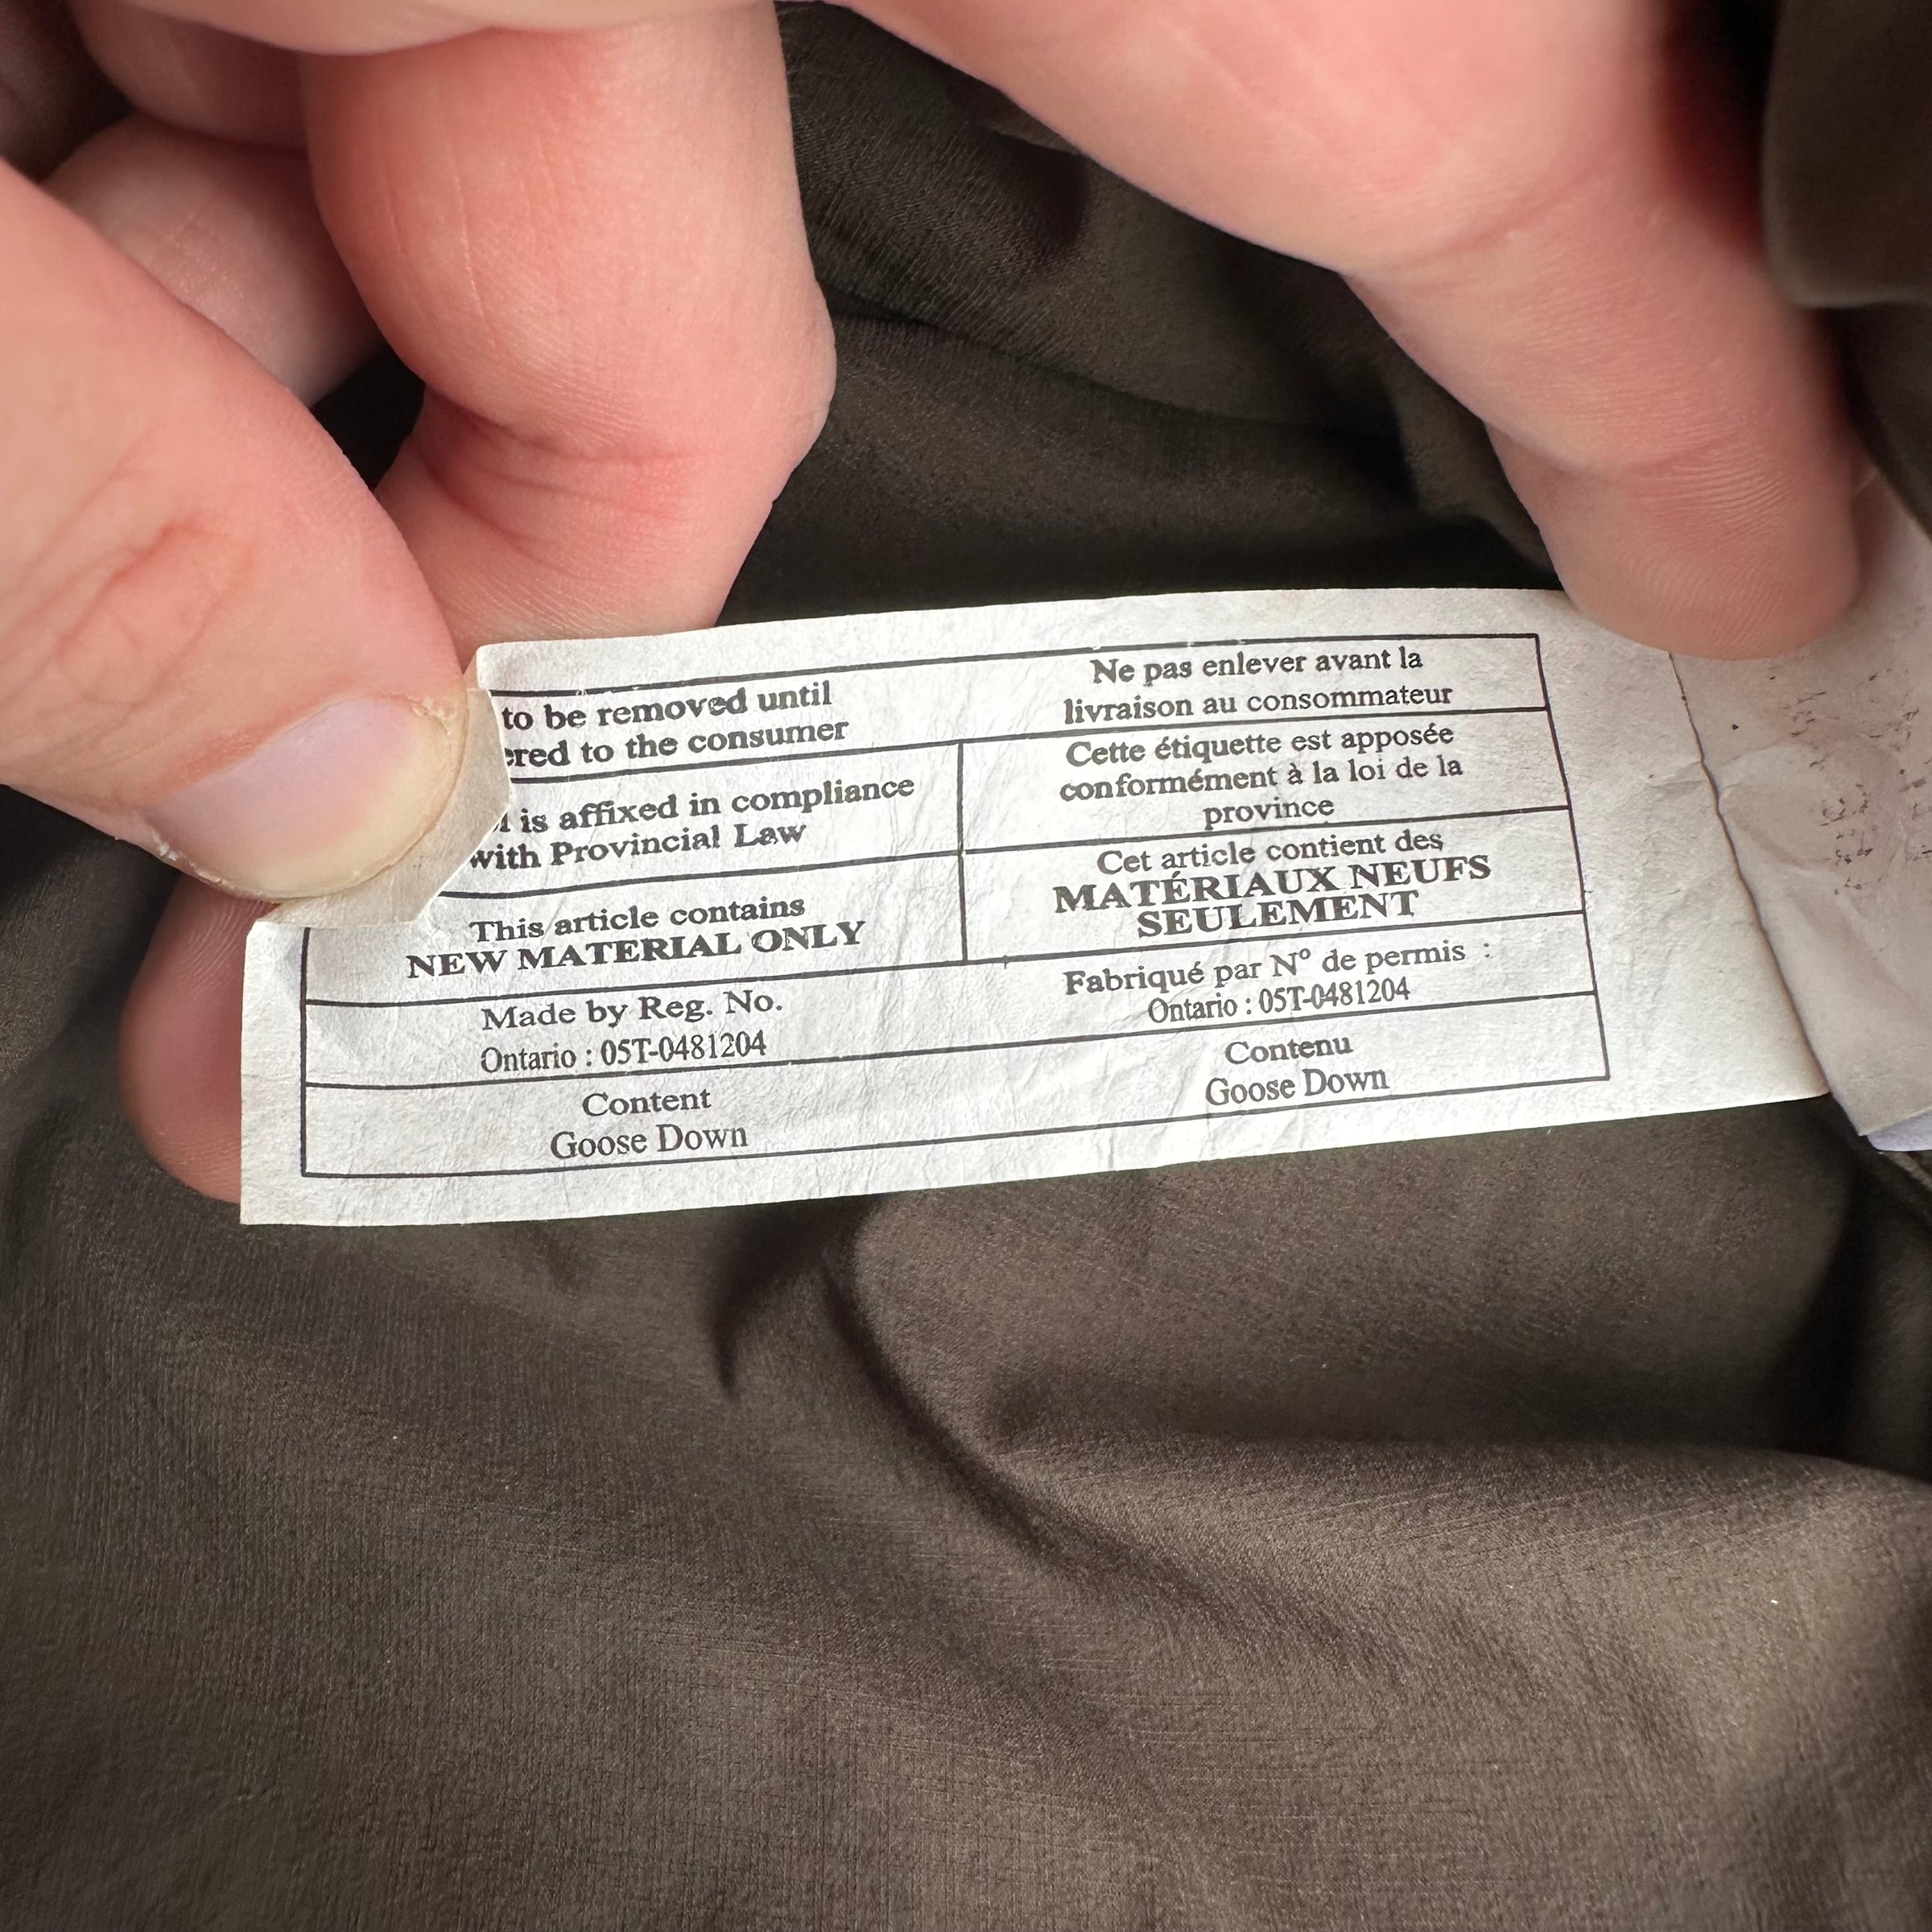 to be removed until
ered to the consumer
Ne pas enlever avant la
livraison au consommateur
is affixed in compliance
with Provincial Law
Cette étiquette est apposée
conformément à la loi de la
province
This article contains
NEW MATERIAL ONLY
Cet article contient des
MATÉRIAUX NEUFS
SEULEMENT
Made by Reg. No.
Ontario : 05T-0481204
Fabriqué par Nº de permis :
Ontario : 05T-0481204
Content
Goose Down
Contenu
Goose Down